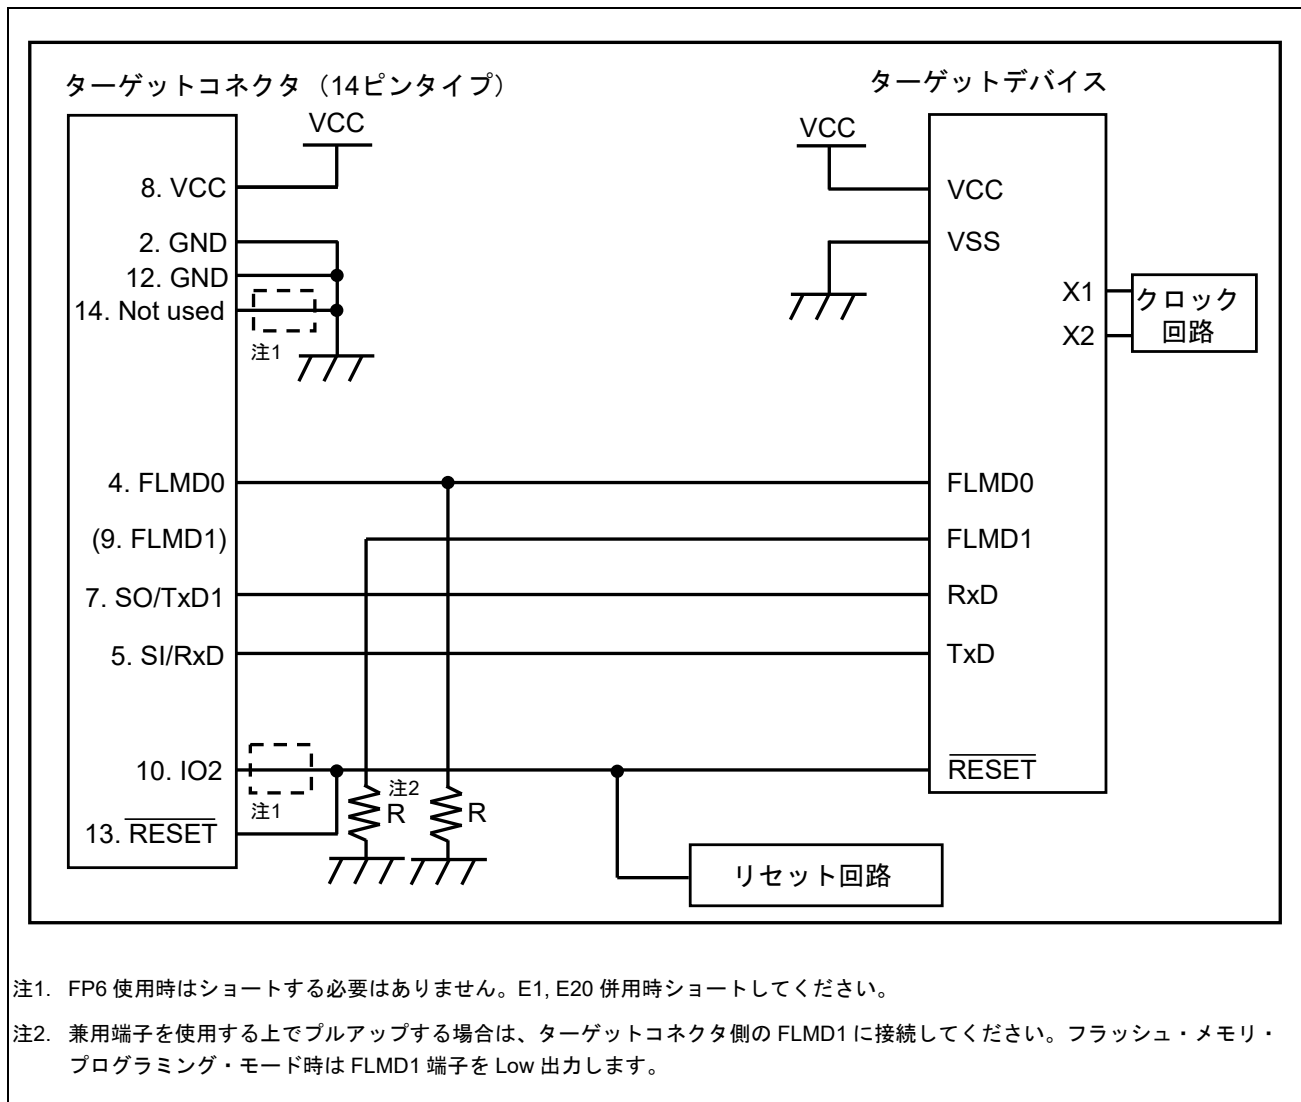 ターゲットコネクタ（14ピンタイプ）
ターゲットデバイス
VCC
VCC
8. VCC
VCC
2. GND
VSS
12. GND
14. Not used
注1
X1
X2
クロック
回路
4. FLMD0
FLMD0
(9. FLMD1)
FLMD1
7. SO/TxD1
RxD
5. SI/RxD
TxD
10. IO2
注1
RESET
13. RESET
注2
R
R
リセット回路
注1. FP6 使用時はショートする必要はありません。E1, E20 併用時ショートしてください。
注2. 兼用端子を使用する上でプルアップする場合は、ターゲットコネクタ側の FLMD1 に接続してください。フラッシュ・メモリ・
プログラミング・モード時は FLMD1 端子を Low 出力します。